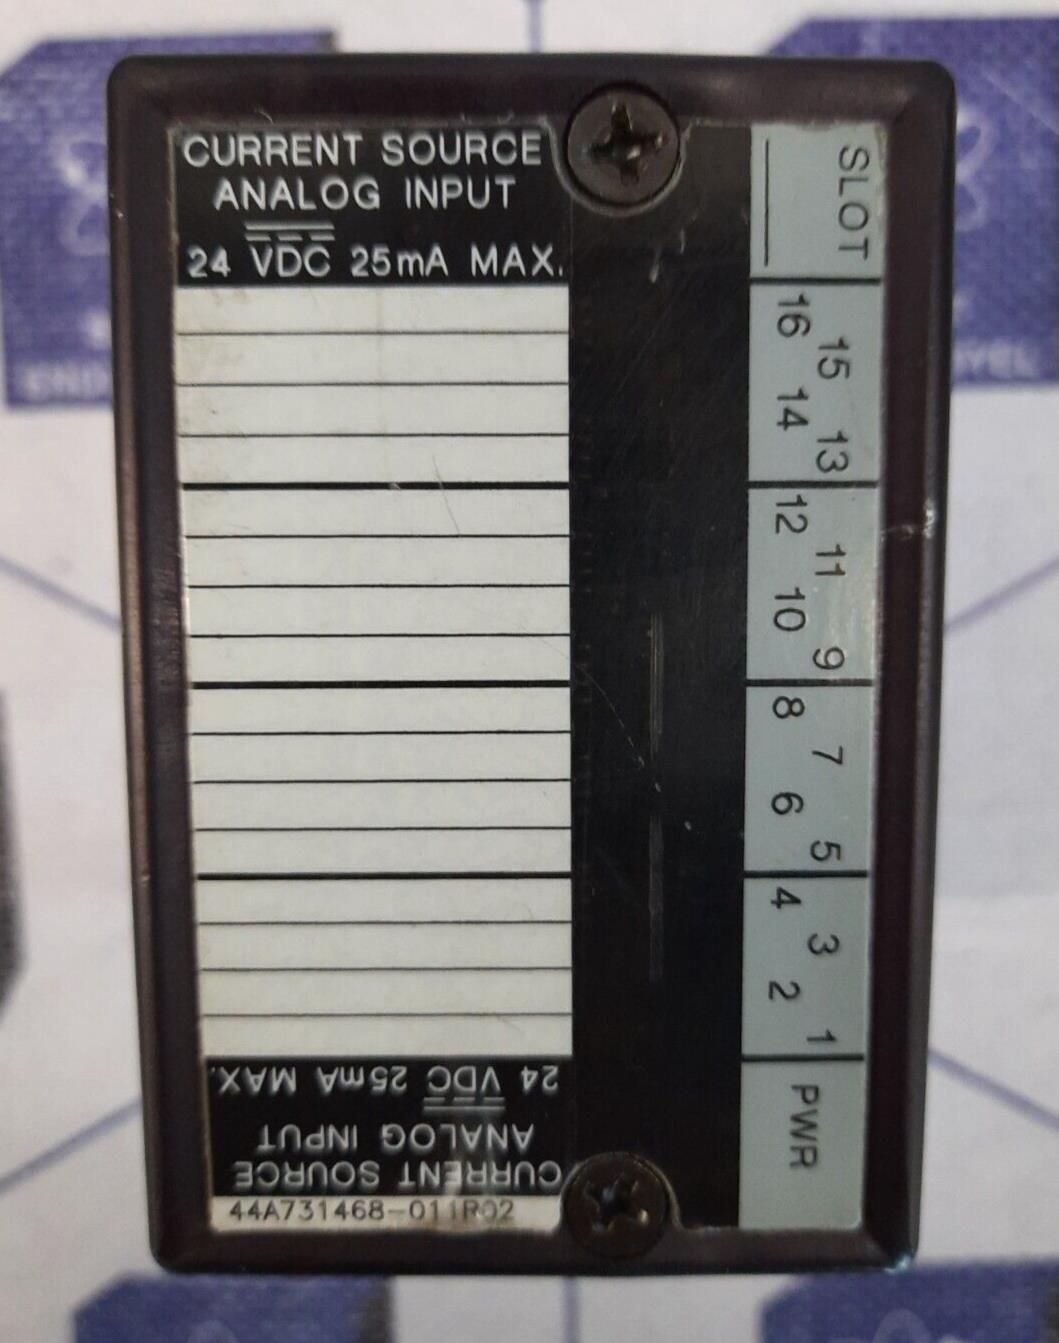 CURRENT SOURCE
ANALOG INPUT
24 VDC 25mA MAX.
SLOT
16 15
14 13
12 11
10 9
8 7
6 5
4 3
2 1
PWR
24 VDC 25mA MAX.
ANALOG INPUT
CURRENT SOURCE
44A731468-011R02